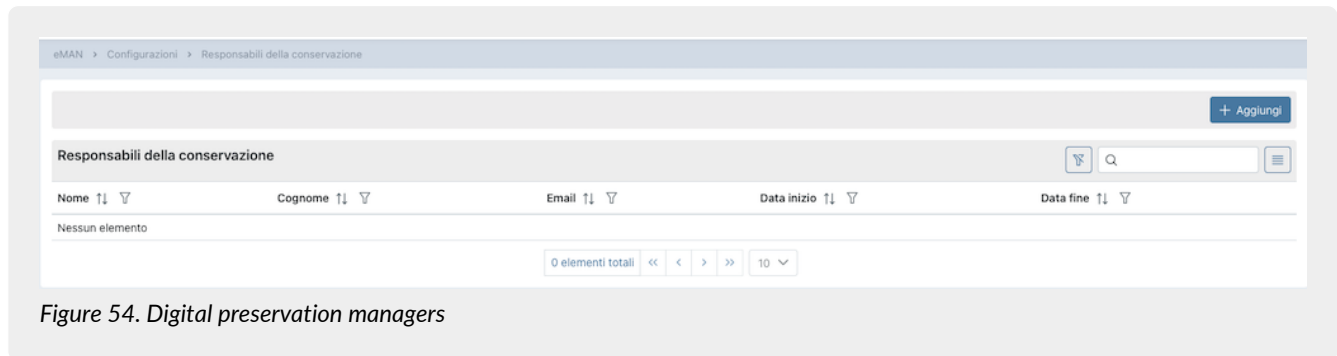 eMAN > Configurazioni > Responsabili della conservazione
+ Aggiungi
Responsabili della conservazione
Nome Cognome Email Data inizio Data fine
Nessun elemento
0 elementi totali « < > » 10
Figure 54. Digital preservation managers